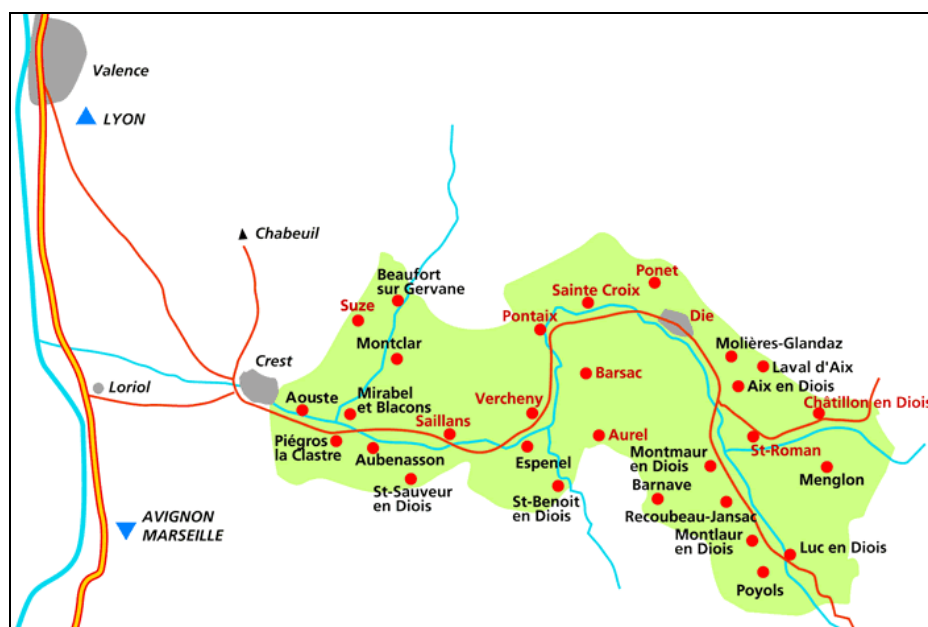 Valence
LYON
Chabeuil
Beaufort
sur Gervane
Ponet
Sainte Croix
Suze
Pontaix
Die
Montclar
Molières-Glandaz
Crest
Laval d'Aix
Loriol
Barsac
Aix en Diois
Aouste
Mirabel
et Blacons
Vercheny
Châtillon en Diois
Saillans
Piégros
la Clastre
Aubenasson
Espenel
Aurel
Montmaur
en Diois
St-Roman
Menglon
St-Sauveur
en Diois
St-Benoit
en Diois
Barnave
Recoubeau-Jansac
AVIGNON
MARSEILLE
Montlaur
en Diois
Luc en Diois
Poyols